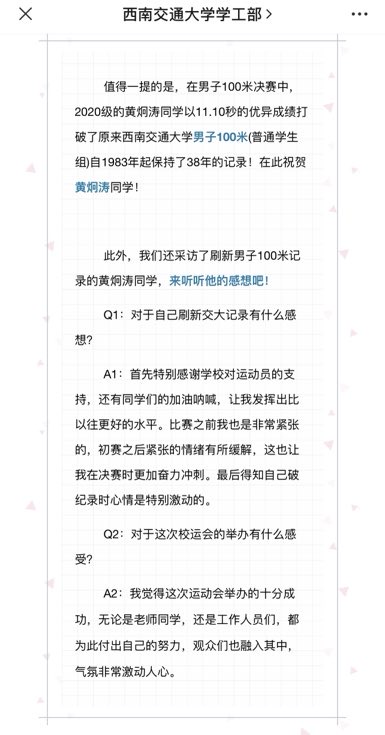 西南交通大学学工部
值得一提的是，在男子100米决赛中，
2020级的黄炯涛同学以11.10秒的优异成绩打
破了原来西南交通大学男子100米(普通学生
组)自1983年起保持了38年的记录！在此祝贺
黄炯涛同学！
此外，我们还采访了刷新男子100米记
录的黄炯涛同学，来听听他的感想吧！
Q1：对于自己刷新交大记录有什么感
想？
A1：首先特别感谢学校对运动员的支
持，还有同学们的加油呐喊，让我发挥出比
以往更好的水平。比赛之前我也是非常紧张
的，初赛之后紧张的情绪有所缓解，这也让
我在决赛时更加奋力冲刺。最后得知自己破
纪录时心情是特别激动的。
Q2：对于这次校运会的举办有什么感
受？
A2：我觉得这次运动会举办的十分成
功，无论是老师同学，还是工作人员们，都
为此付出自己的努力，观众们也融入其中，
气氛非常激动人心。